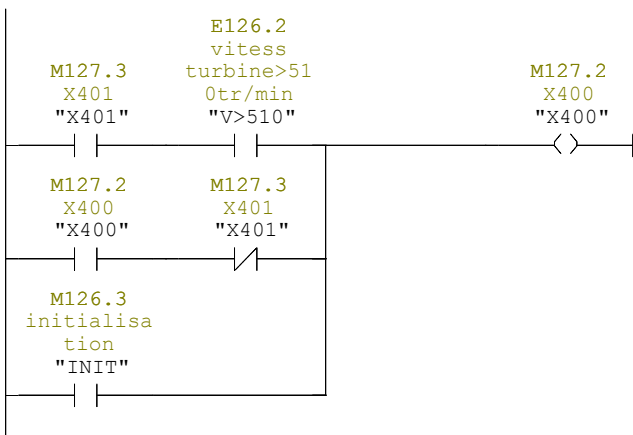 E126.2
vitess
M127.3 turbine>51 M127.2
X401 0tr/min X400
"X401" "V>510" "X400"
M127.2 M127.3
X400 X401
"X400" "X401"
M126.3
initialisa
tion
"INIT"